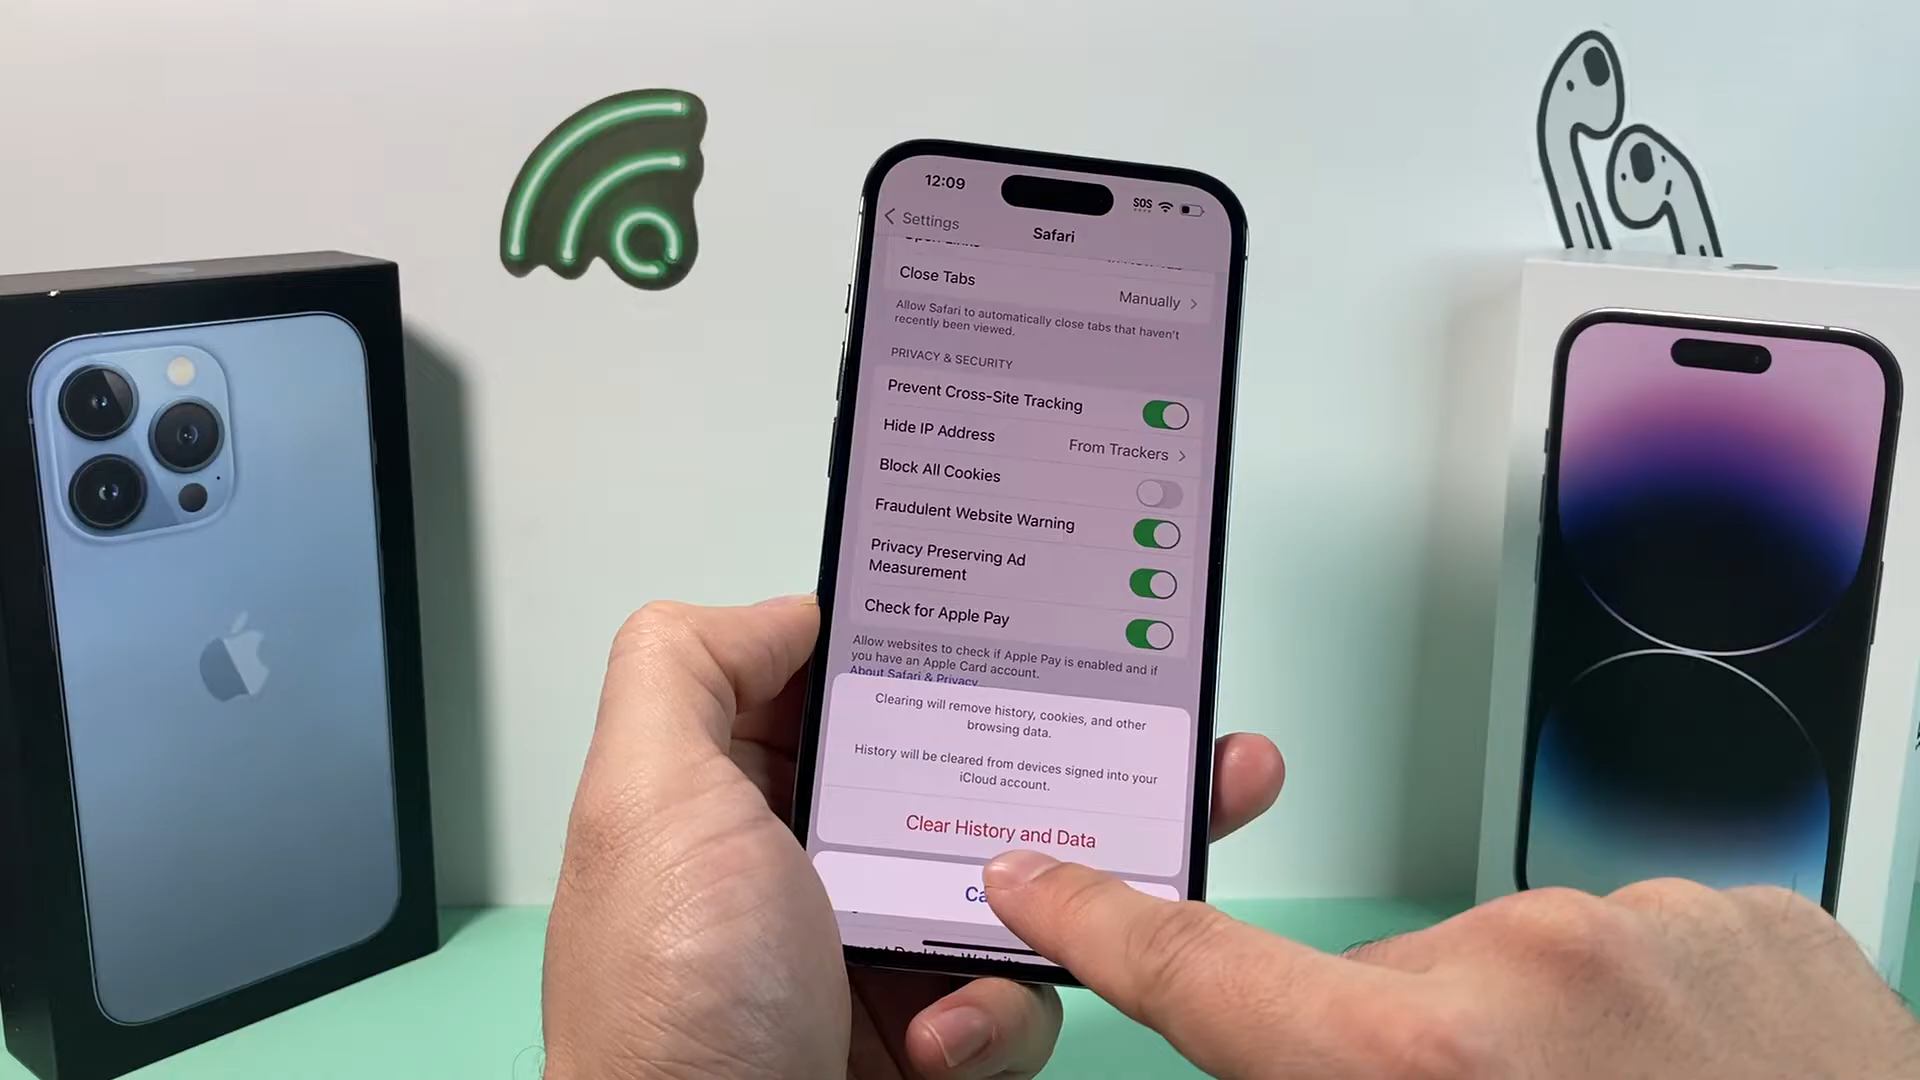 12:09
SOS
Settings
Safari
Close Tabs
Manually
Allow Safari to automatically close tabs that haven't
recently been viewed.
PRIVACY & SECURITY
Prevent Cross-Site Tracking
Hide IP Address
From Trackers
Block All Cookies
Fraudulent Website Warning
Privacy Preserving Ad
Measurement
Check for Apple Pay
Allow websites to check if Apple Pay is enabled and if
you have an Apple Card account.
About Safari & Privacy
Clearing will remove history, cookies, and other
browsing data.
History will be cleared from devices signed into your
iCloud account.
Clear History and Data
Desktop Website